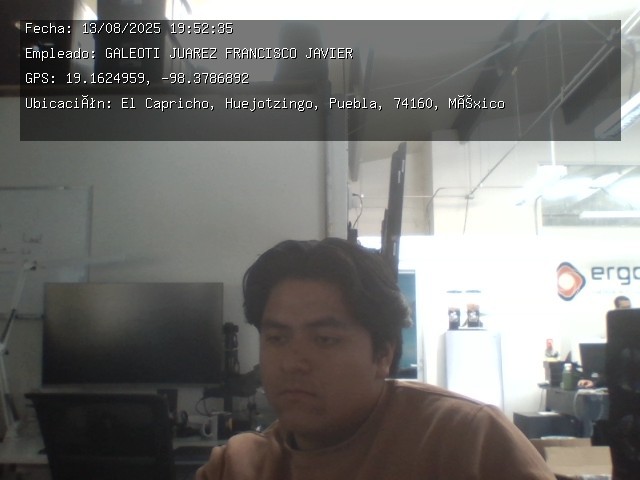 Fecha: 13/08/2025 19:52:35
Empleado: GALEOTI JUAREZ FRANCISCO JAVIER
GPS: 19.1624959, -98.3786892
UbicaciÃłn: El Capricho, Huejotzingo, Puebla, 74160, MÃ©xico
ergo